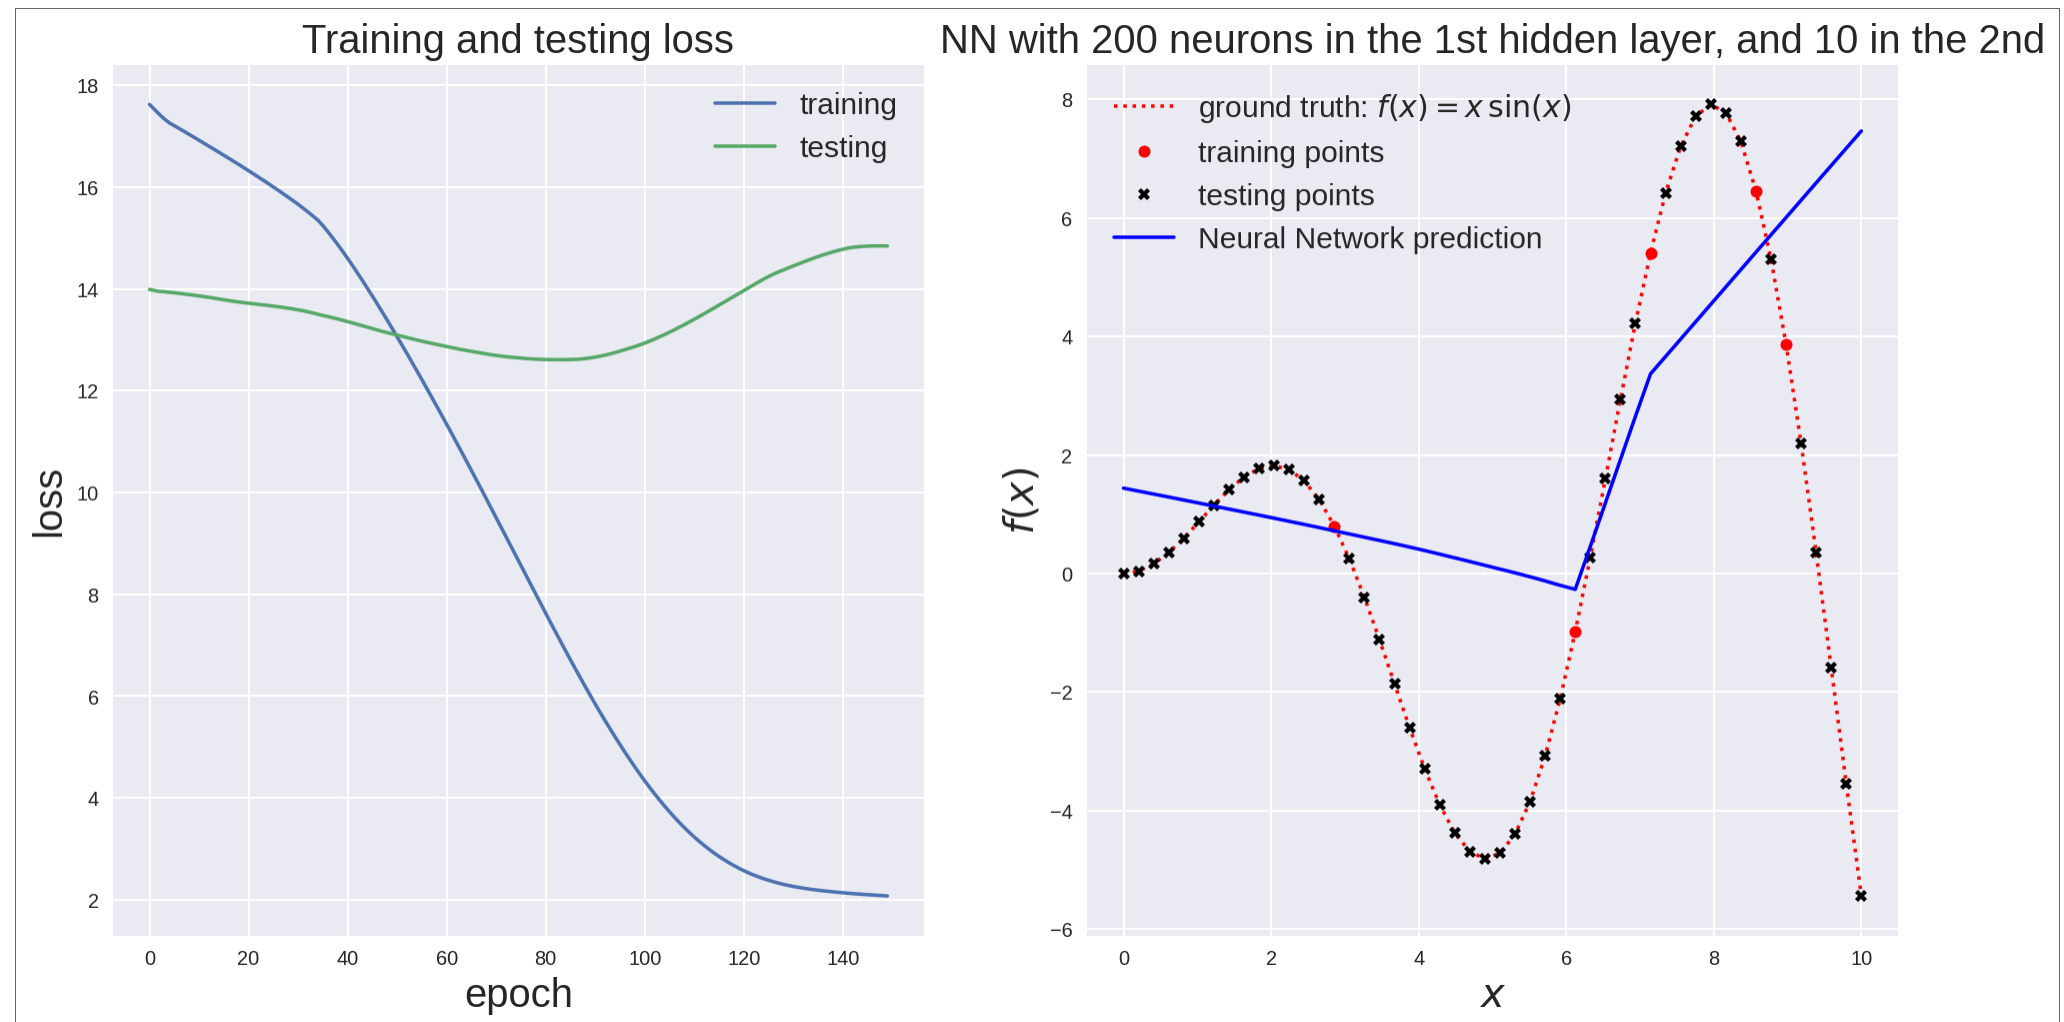 Training and testing loss
18
16
14
12
10
8
6
4
2
0 20 40 60 80 100 120 140
loss
epoch
training
testing
NN with 200 neurons in the 1st hidden layer, and 10 in the 2nd
8
6
4
2
0
−2
−4
−6
0 2 4 6 8 10
f(x)
x
ground truth: f(x) = x sin(x)
training points
testing points
Neural Network prediction